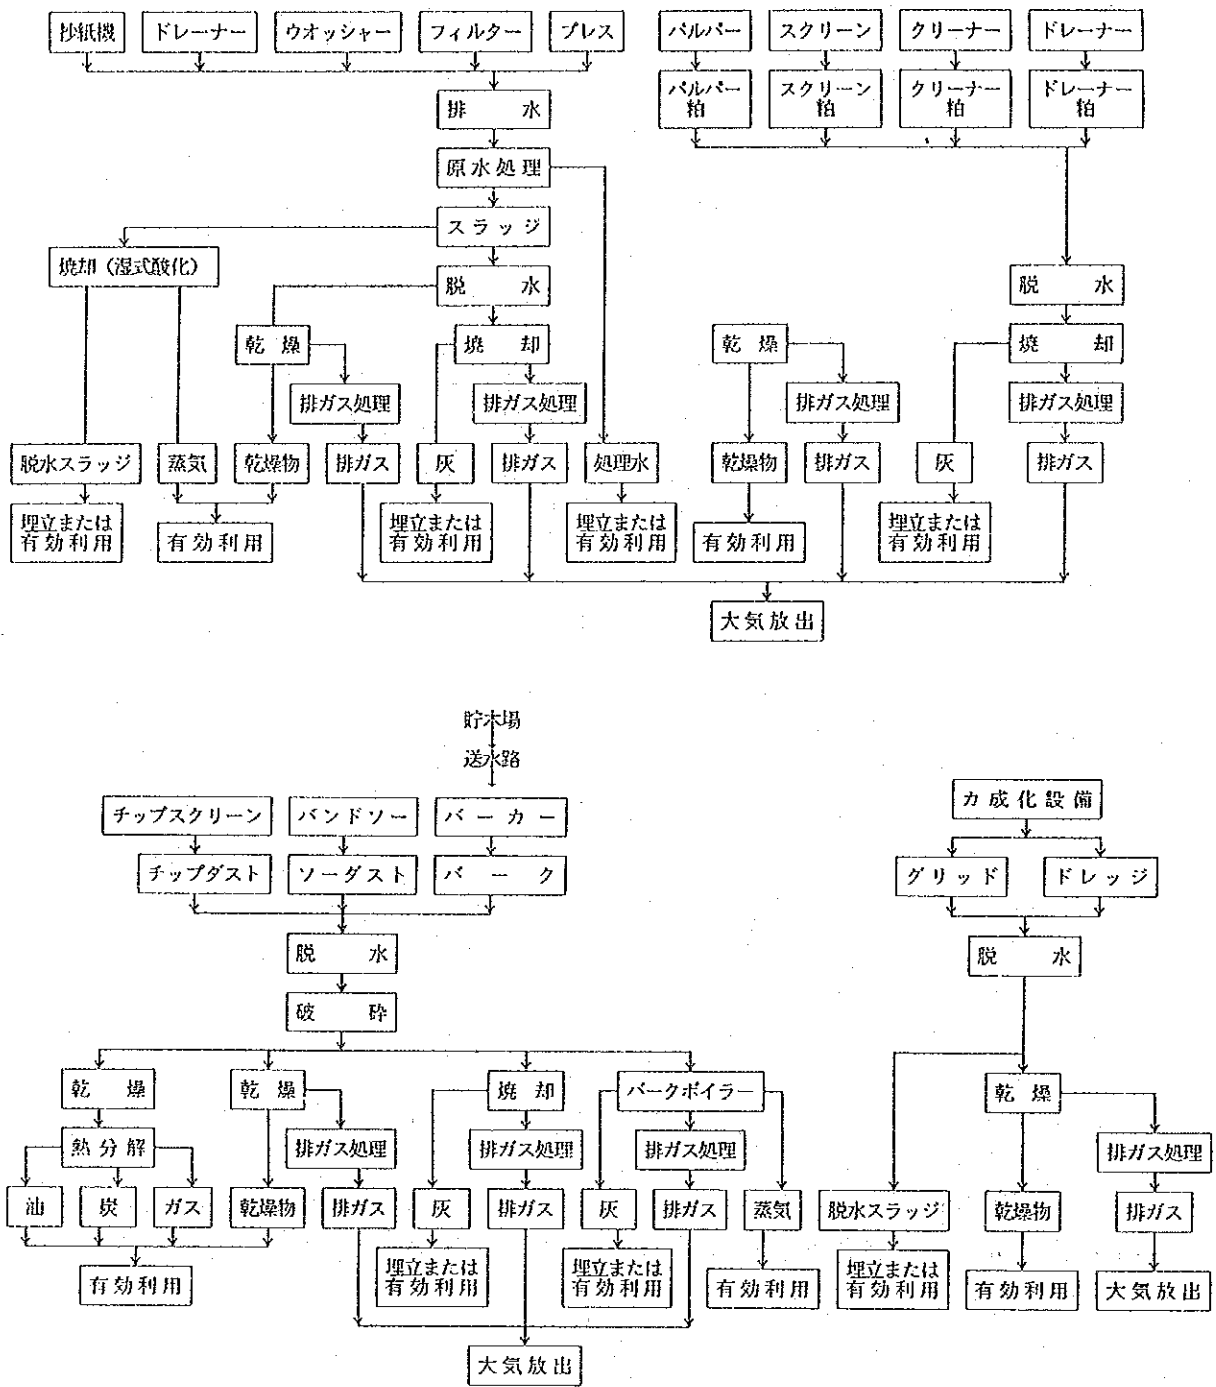 抄紙機 ドレーナー ウオッシャー フィルター プレス パルパー スクリーン クリーナー ドレーナー
パルパー スクリーン クリーナー ドレーナー
粕 粕 粕 粕
排水
原水処理
スラッジ
焼却(湿式酸化)
脱水 脱水
乾燥 焼却 乾燥 焼却
排ガス処理 排ガス処理 排ガス処理 排ガス処理
脱水スラッジ 蒸気 乾燥物 排ガス 灰 排ガス 処理水 乾燥物 排ガス 灰 排ガス
埋立または 埋立または 埋立または 埋立または
有効利用 有効利用 有効利用 有効利用 有効利用 有効利用
大気放出
貯木場
送水路
チップスクリーン バンドソー バーカー カ成化設備
チップダスト ソーダスト バーク グリッド ドレッジ
脱水 脱水
破砕
乾燥 乾燥 焼却 バークボイラー 乾燥
熱分解 排ガス処理 排ガス処理 排ガス処理 排ガス処理
油 炭 ガス 乾燥物 排ガス 灰 排ガス 灰 排ガス 蒸気 脱水スラッジ 乾燥物 排ガス
埋立または 埋立または 埋立または
有効利用 有効利用 有効利用 有効利用 有効利用 有効利用 大気放出
大気放出